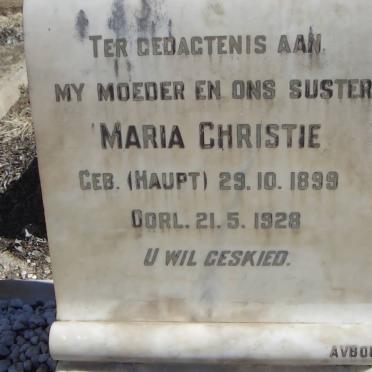 TER GEDAGTENIS AAN
MY MOEDER EN ONS SUSTER
MARIA CHRISTIE
GEB. (HAUPT) 29.10.1899
OORL. 21.5.1928
U WIL GESKIED.